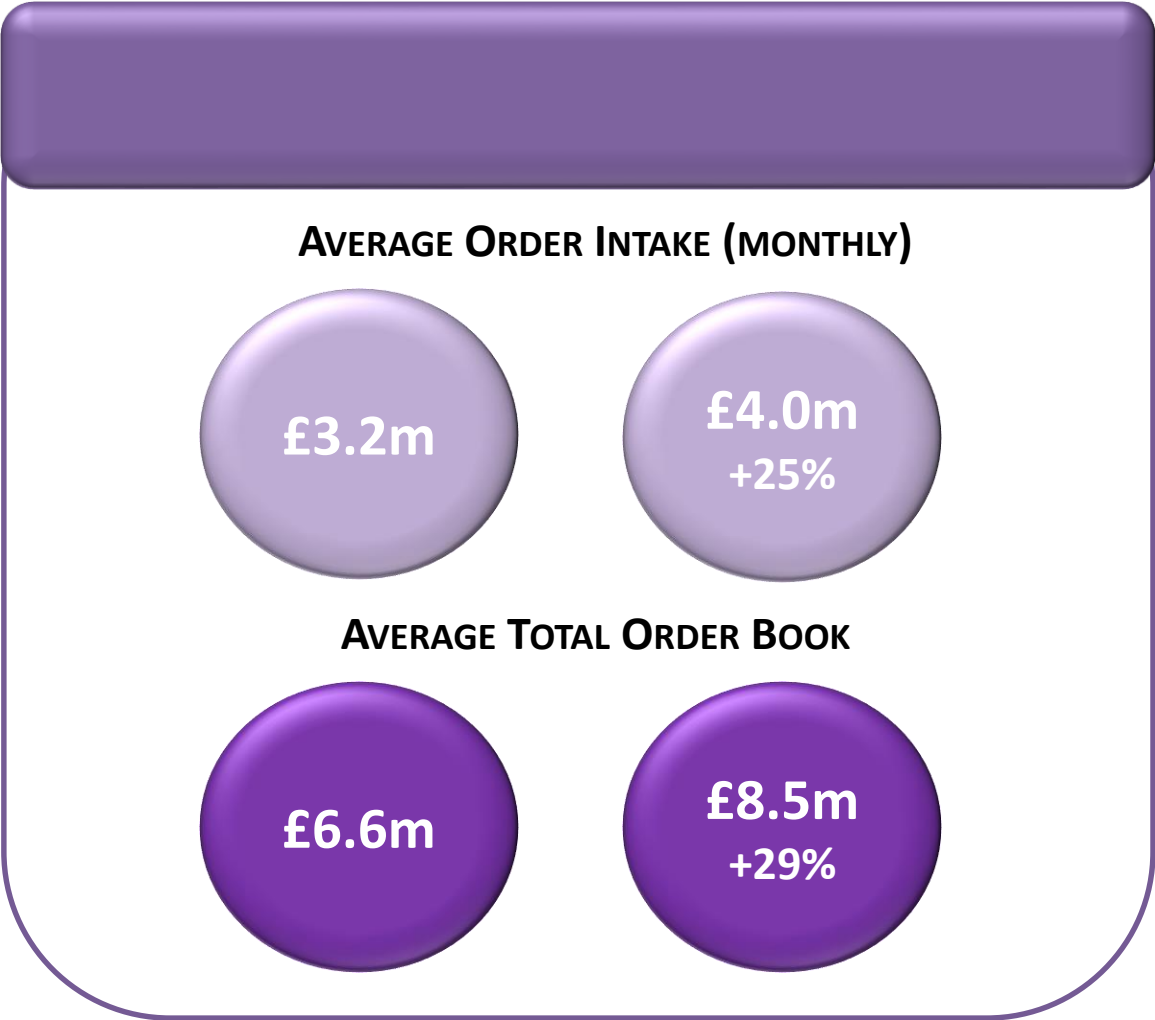 AVERAGE ORDER INTAKE (MONTHLY)
£3.2m
£4.0m
+25%
AVERAGE TOTAL ORDER BOOK
£6.6m
£8.5m
+29%